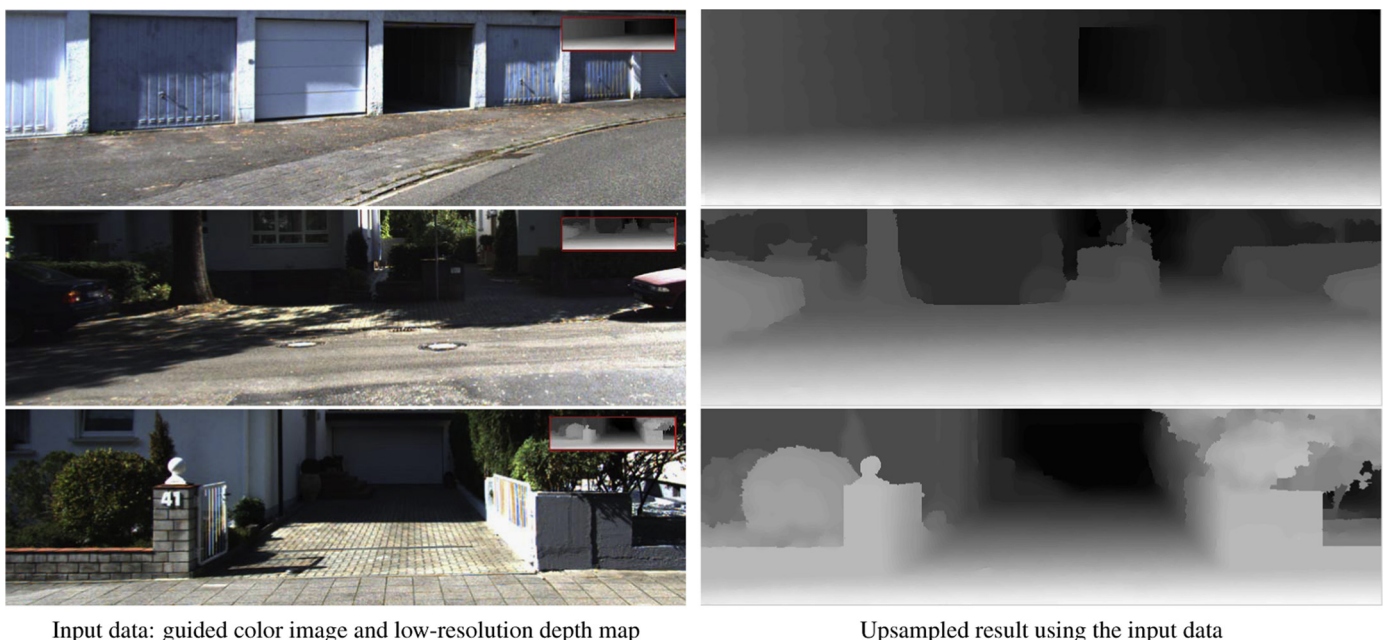 41
Input data: guided color image and low-resolution depth map
Upsampled result using the input data